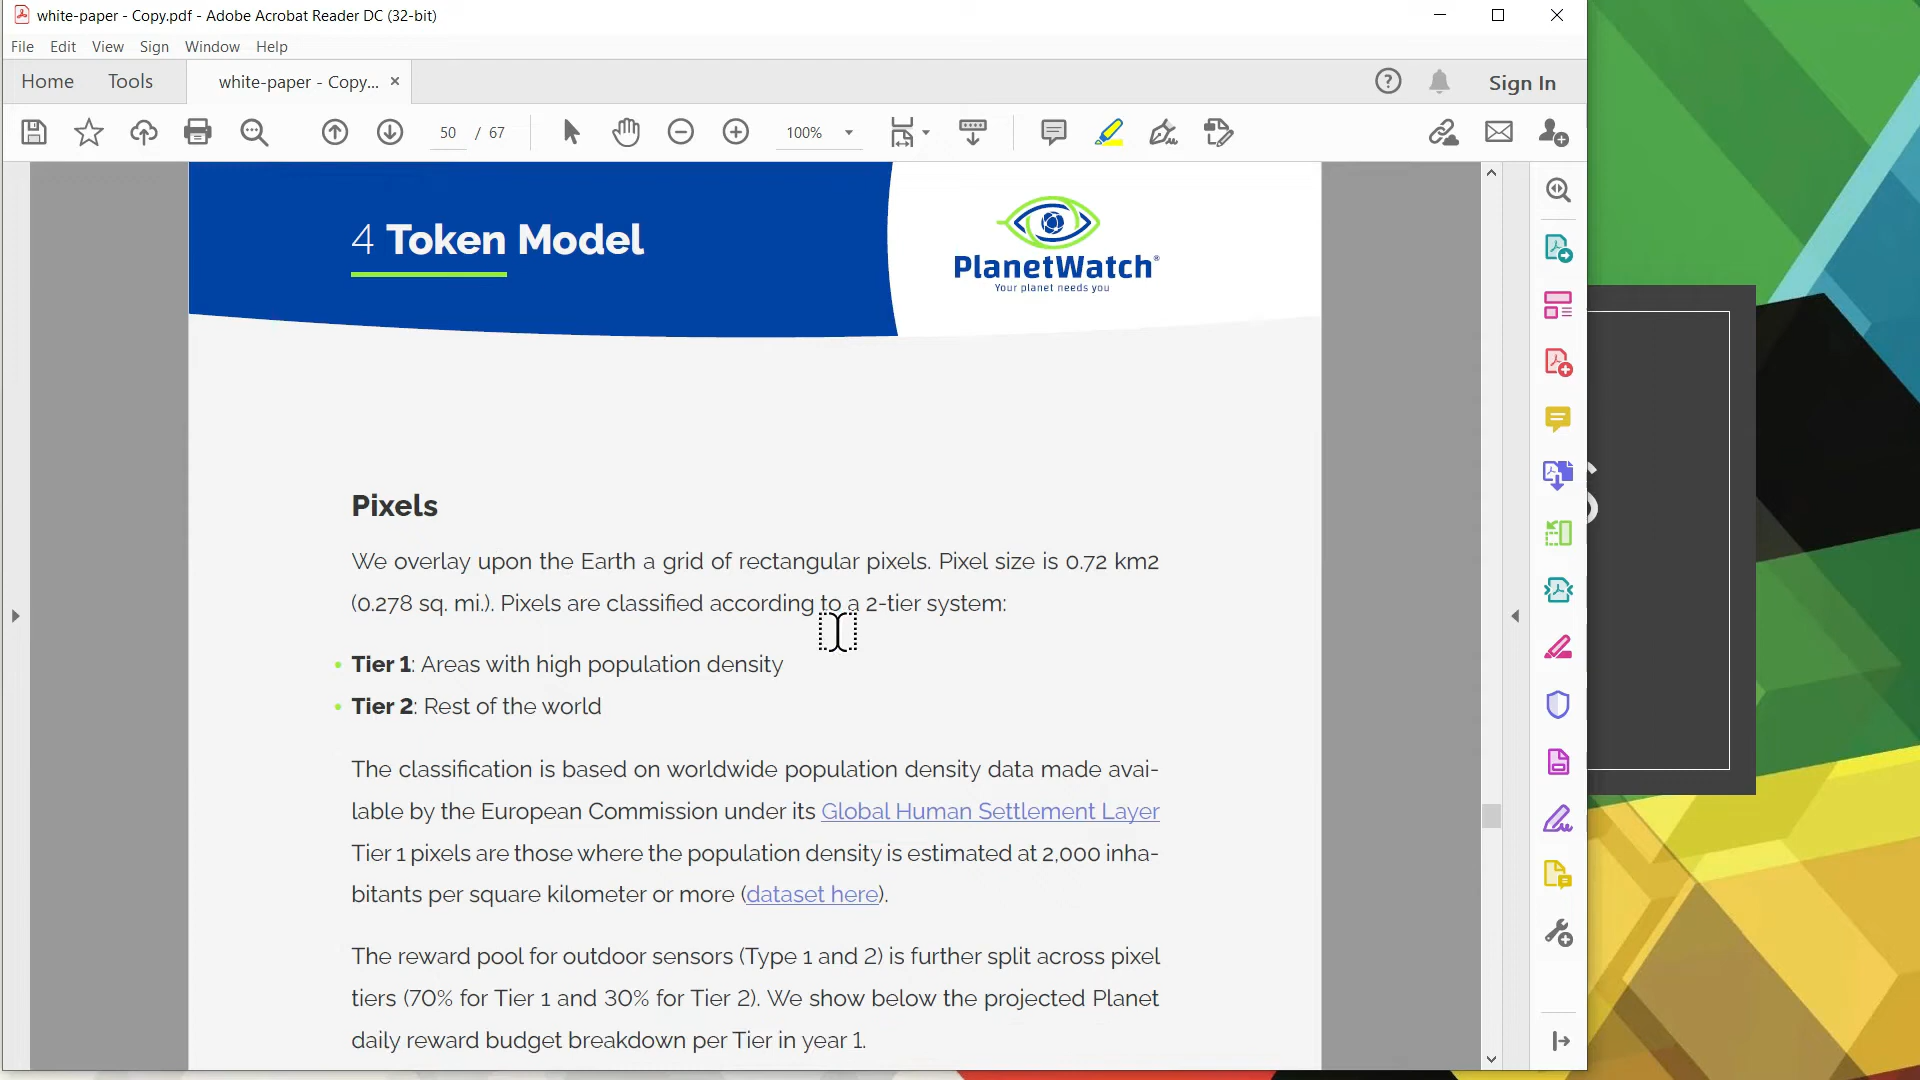 white-paper - Copy.pdf - Adobe Acrobat Reader DC (32-bit)
File Edit View Sign Window Help
Home Tools white-paper - Copy... × Sign In
50 / 67 100%
4 Token Model
PlanetWatch®
Your planet needs you
Pixels
We overlay upon the Earth a grid of rectangular pixels. Pixel size is 0.72 km2
(0.278 sq. mi.). Pixels are classified according to a 2-tier system:
• Tier 1: Areas with high population density
• Tier 2: Rest of the world
The classification is based on worldwide population density data made avai-
lable by the European Commission under its Global Human Settlement Layer
Tier 1 pixels are those where the population density is estimated at 2,000 inha-
bitants per square kilometer or more (dataset here).
The reward pool for outdoor sensors (Type 1 and 2) is further split across pixel
tiers (70% for Tier 1 and 30% for Tier 2). We show below the projected Planet
daily reward budget breakdown per Tier in year 1.